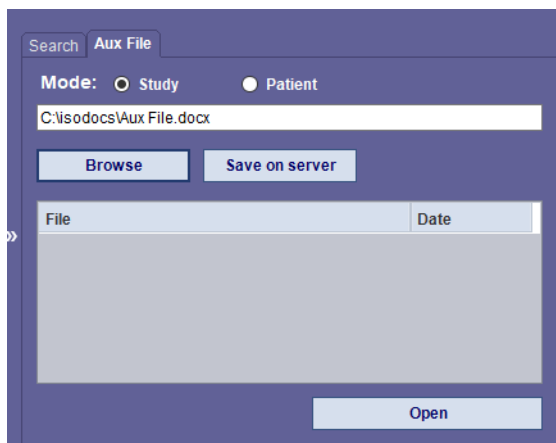 Search Aux File
Mode: Study Patient
C:\isodocs\Aux File.docx
Browse Save on server
File Date
»
Open